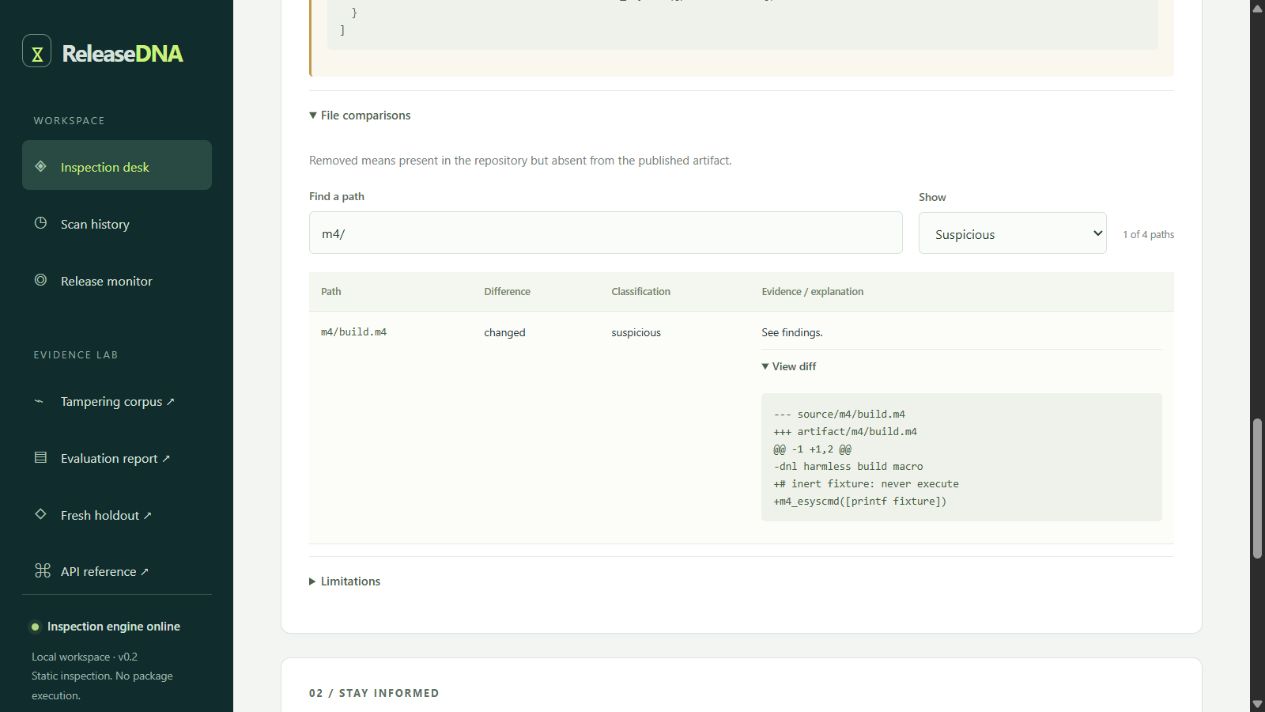 ReleaseDNA
WORKSPACE
Inspection desk
Scan history
Release monitor
EVIDENCE LAB
Tampering corpus ↗
Evaluation report ↗
Fresh holdout ↗
API reference ↗
Inspection engine online
Local workspace · v0.2
Static inspection. No package
execution.
}
]
▼ File comparisons
Removed means present in the repository but absent from the published artifact.
Find a path
Show
m4/
Suspicious
1 of 4 paths
Path Difference Classification Evidence / explanation
m4/build.m4 changed suspicious See findings.
▼ View diff
--- source/m4/build.m4
+++ artifact/m4/build.m4
@@ -1 +1,2 @@
-dnl harmless build macro
+# inert fixture: never execute
+m4_esyscmd([printf fixture])
▶ Limitations
02 / STAY INFORMED